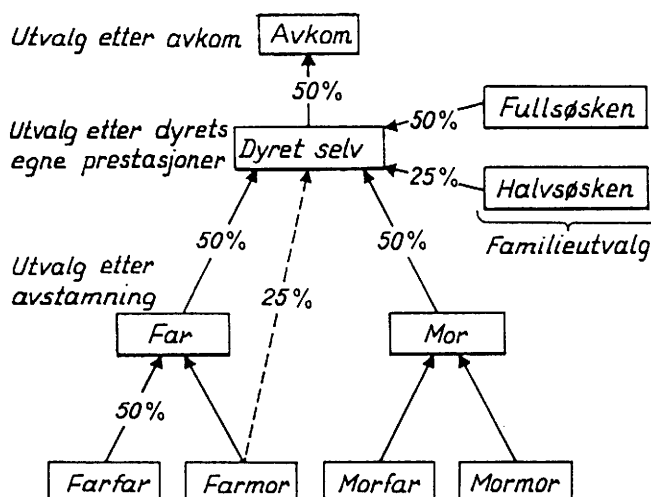 Utvalg etter avkom
Avkom
50%
Fullsøsken
50%
Utvalg etter dyrets
egne prestasjoner
Dyret selv
25%
Halvsøsken
Familieutvalg
50%
50%
Utvalg etter
avstamning
25%
Far
Mor
50%
Farfar
Farmor
Morfar
Mormor